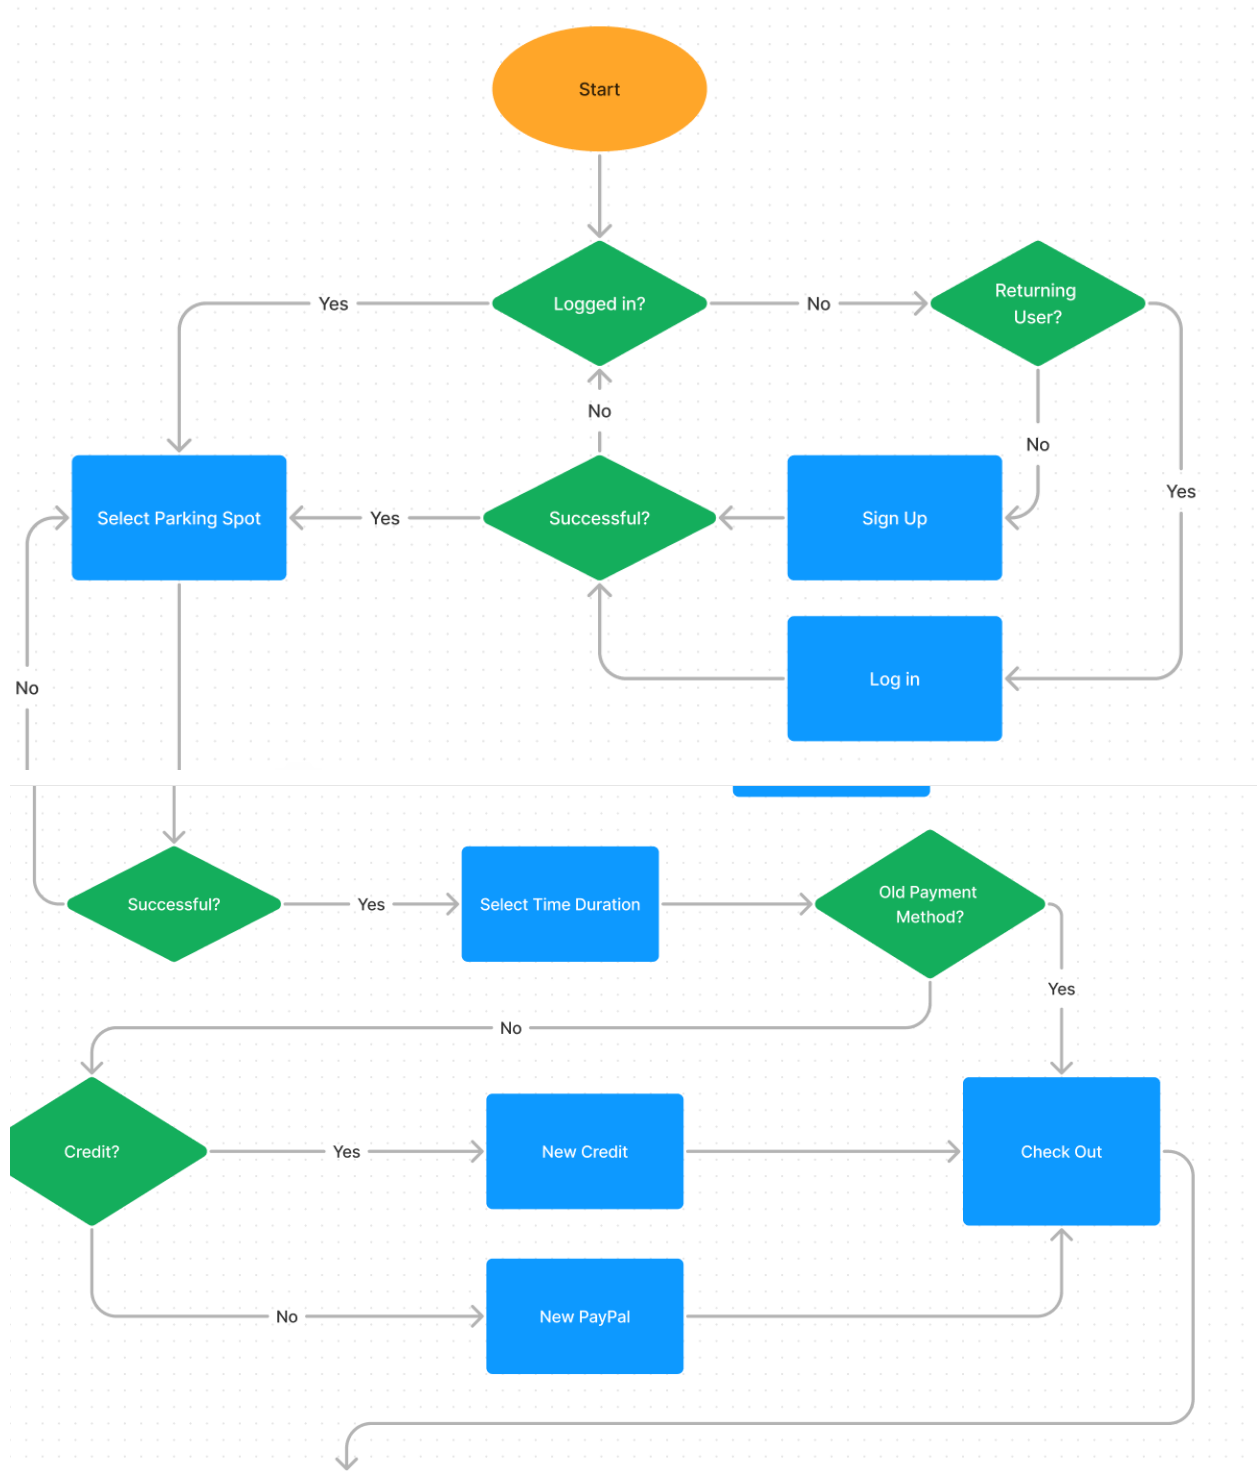 Start
Yes
Logged in?
No
Returning
User?
No
No
Yes
Select Parking Spot
Yes
Successful?
Sign Up
No
Log in
Successful?
Yes
Select Time Duration
Old Payment
Method?
Yes
No
Credit?
Yes
New Credit
Check Out
No
New PayPal